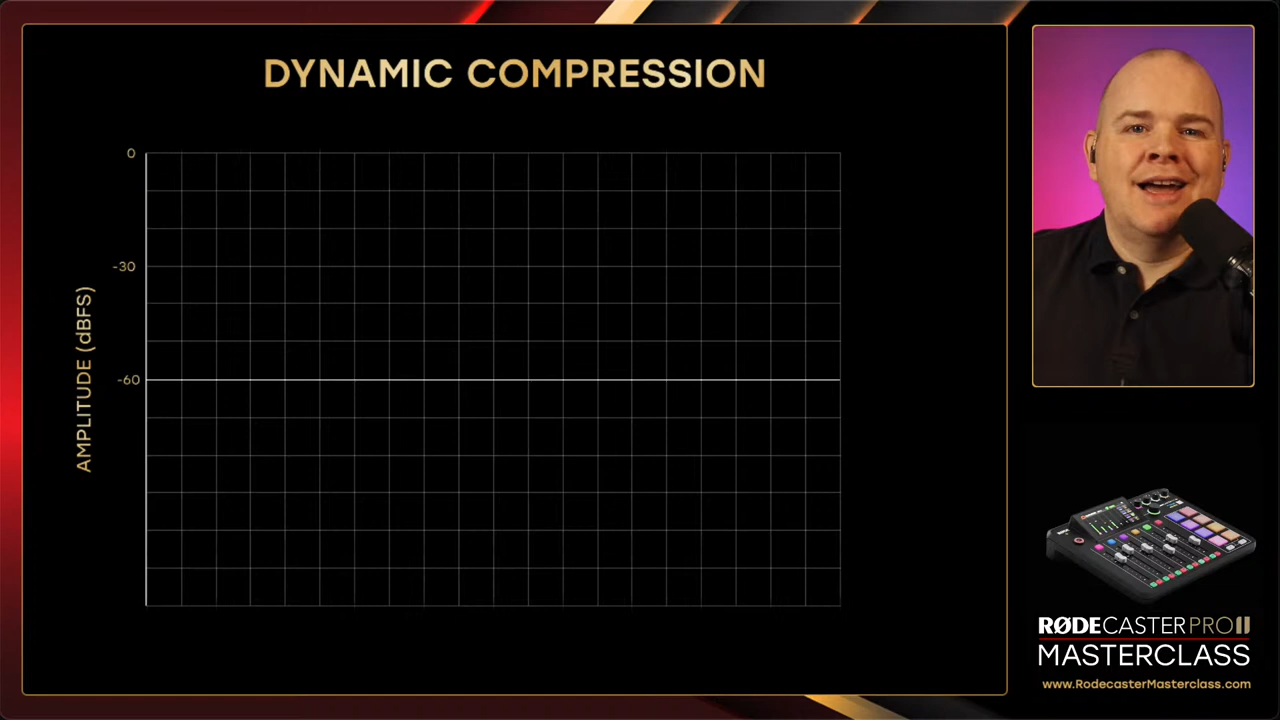 DYNAMIC COMPRESSION
0
-30
-60
AMPLITUDE (dBFS)
RØDECASTER PRO II
MASTERCLASS
www.RodecasterMasterclass.com